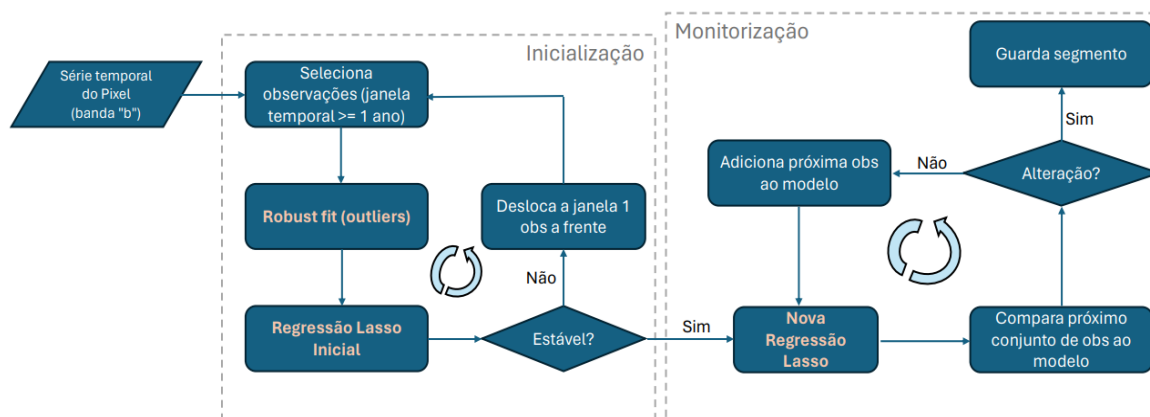 Inicialização
Série temporal
do Pixel
(banda "b")
Seleciona
observações (janela
temporal >= 1 ano)
Robust fit (outliers)
Regressão Lasso
Inicial
Estável?
Não
Desloca a janela 1
obs a frente
Sim
Monitorização
Nova
Regressão
Lasso
Compara próximo
conjunto de obs ao
modelo
Alteração?
Não
Adiciona próxima obs
ao modelo
Sim
Guarda segmento